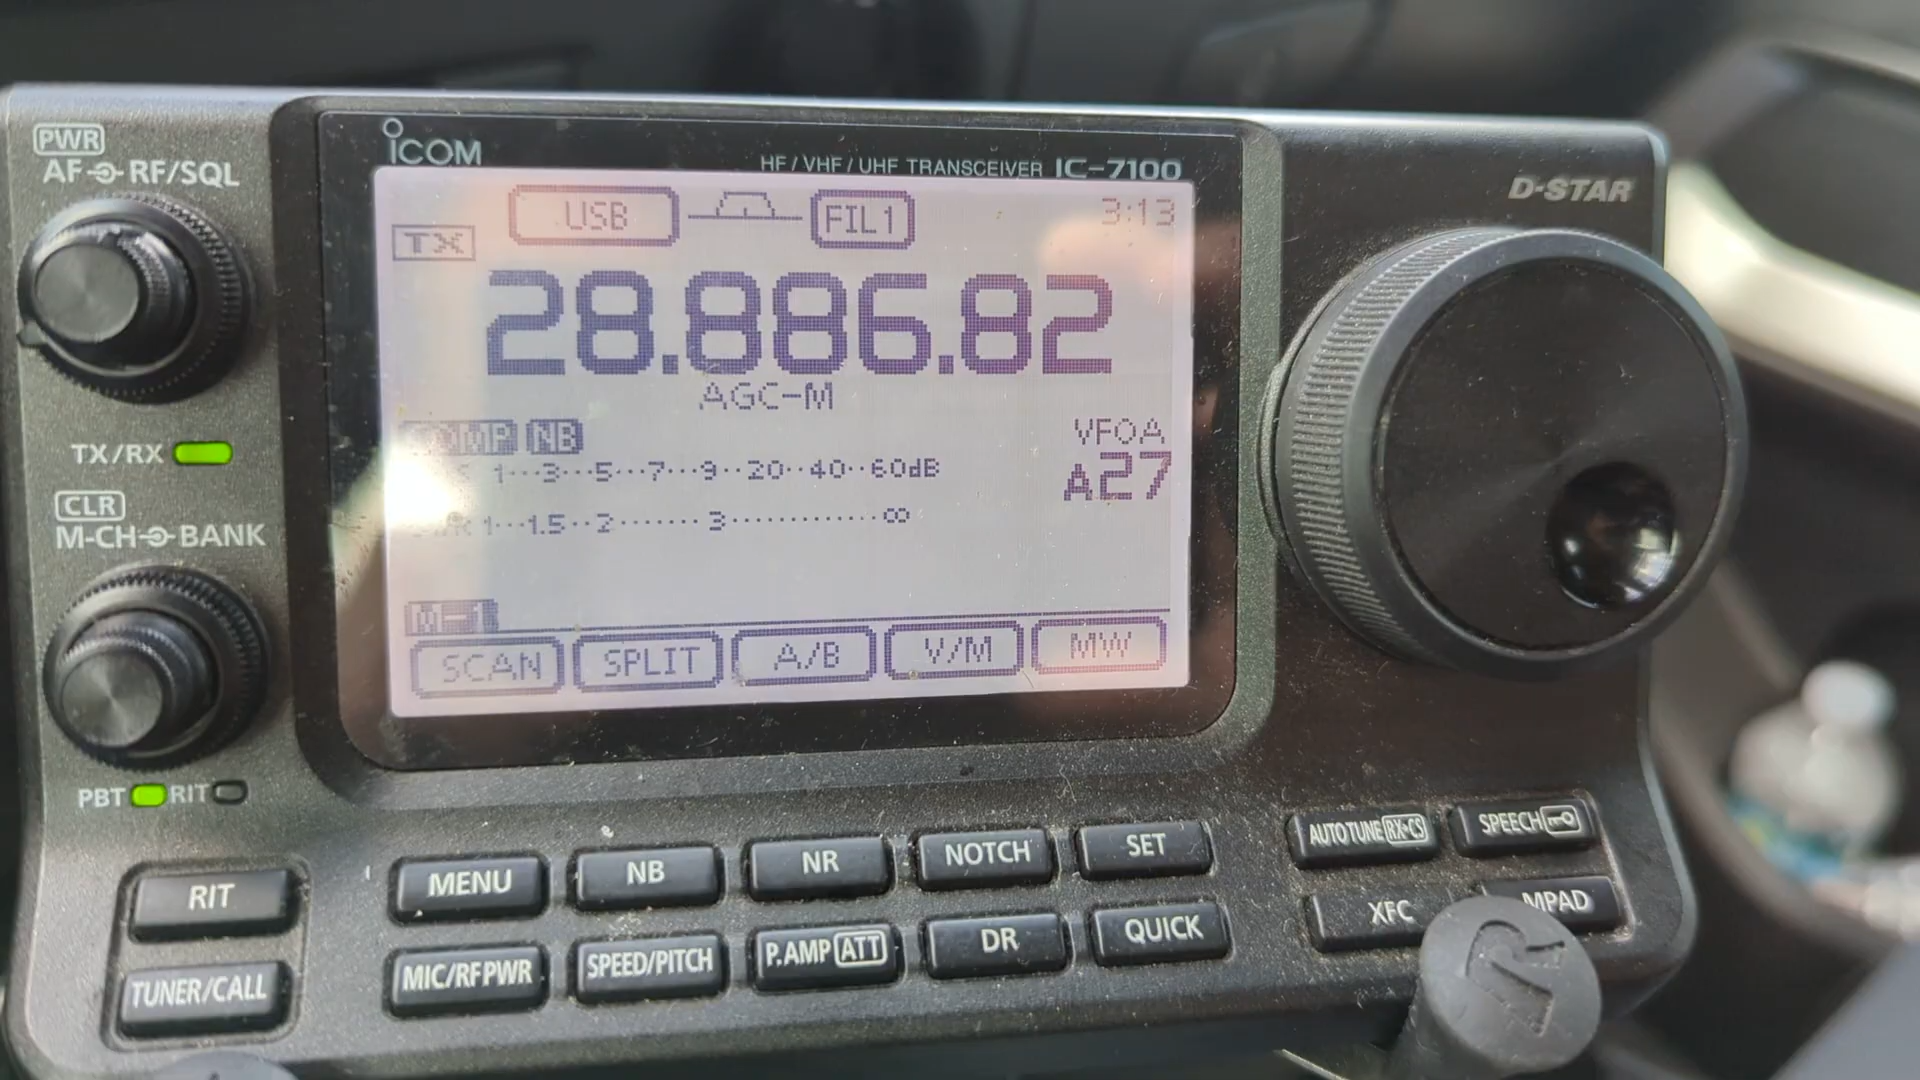 PWR
AF RF/SQL
ICOM
HF / VHF / UHF TRANSCEIVER IC-7100
D-STAR
USB FIL1 3:13
TX
28.886.82
AGC-M
NB
VFOA
S 1···3···5···7···9··20··40··60dB
A27
1···1.5··2·······3············∞
TX/RX
CLR
M-CH BANK
M-1
SCAN SPLIT A/B V/M MW
PBT RIT
RIT MENU NB NR NOTCH SET AUTO TUNE RX▸CS SPEECH
TUNER/CALL MIC/RF PWR SPEED/PITCH P.AMP ATT DR QUICK XFC MPAD